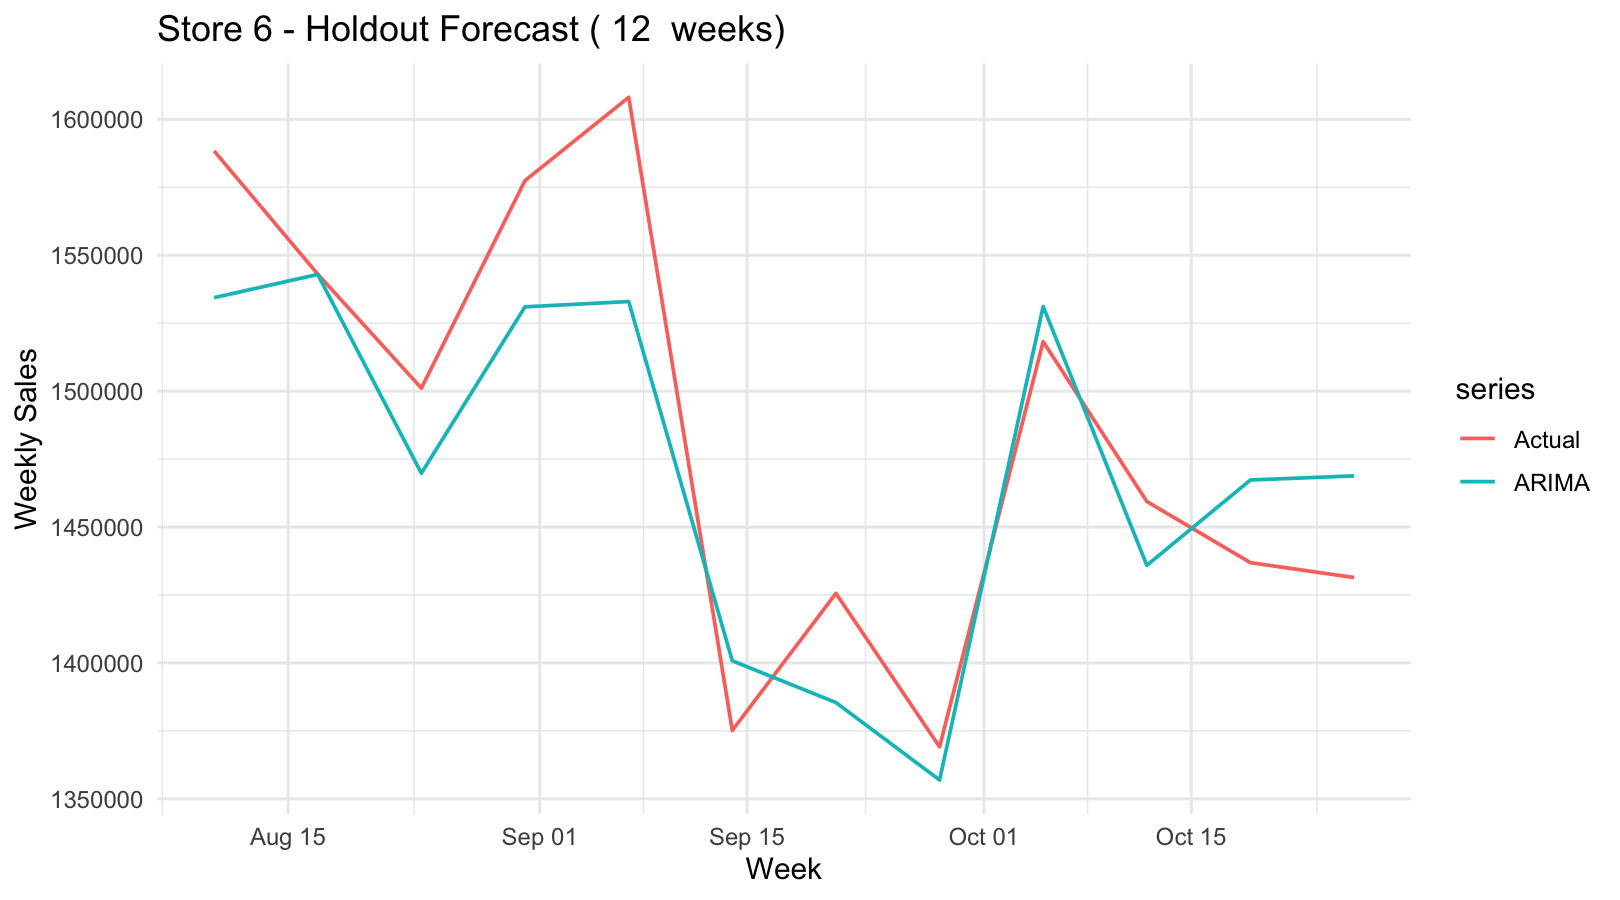 Store 6 - Holdout Forecast ( 12  weeks)
Weekly Sales
1600000
1550000
1500000
1450000
1400000
1350000
Aug 15
Sep 01
Sep 15
Oct 01
Oct 15
Week
series
Actual
ARIMA